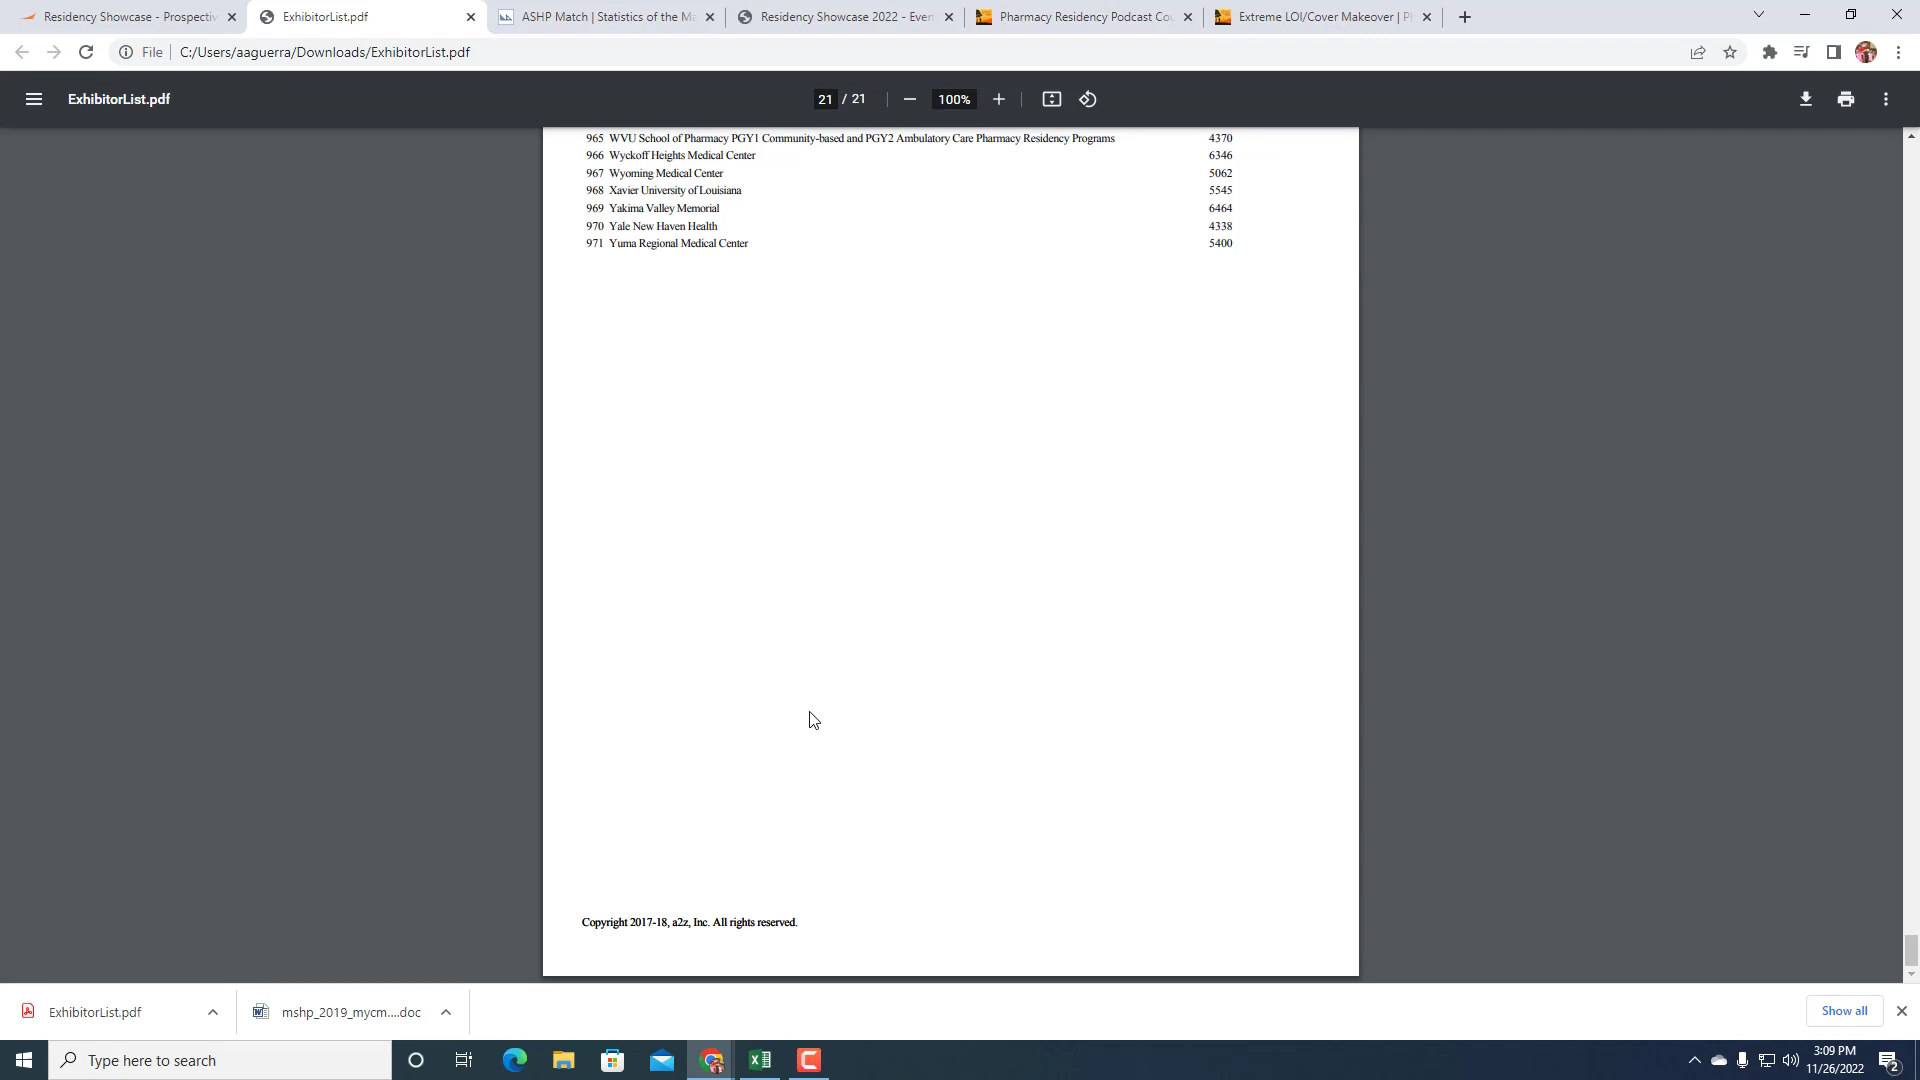 Residency Showcase - Prospectiv
ExhibitorList.pdf
ASHP Match | Statistics of the Ma
Residency Showcase 2022 - Even
Pharmacy Residency Podcast Cou
Extreme LOI/Cover Makeover | Ph
File
C:/Users/aaguerra/Downloads/ExhibitorList.pdf
ExhibitorList.pdf
21 / 21
100%
965 WVU School of Pharmacy PGY1 Community-based and PGY2 Ambulatory Care Pharmacy Residency Programs 4370
966 Wyckoff Heights Medical Center 6346
967 Wyoming Medical Center 5062
968 Xavier University of Louisiana 5545
969 Yakima Valley Memorial 6464
970 Yale New Haven Health 4338
971 Yuma Regional Medical Center 5400
Copyright 2017-18, a2z, Inc. All rights reserved.
ExhibitorList.pdf
mshp_2019_mycm....doc
Show all
Type here to search
3:09 PM
11/26/2022
2